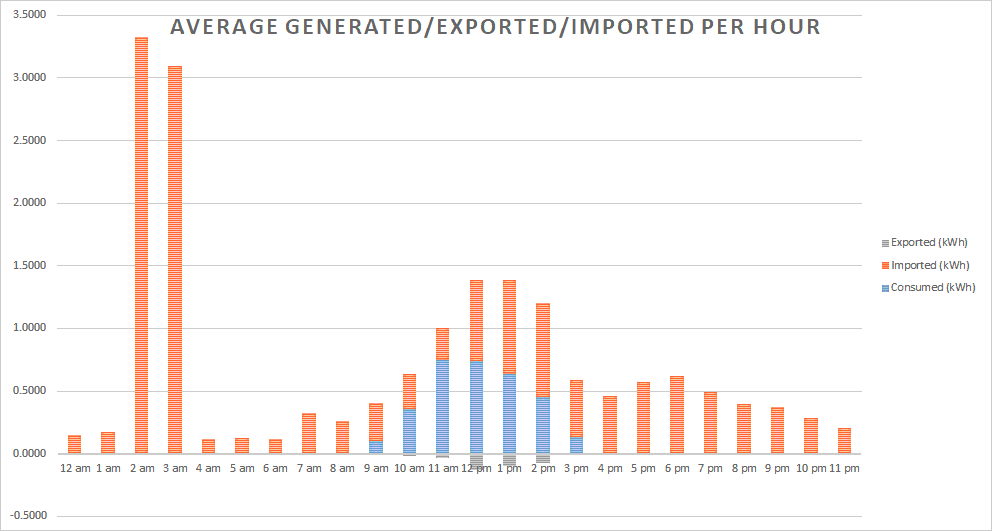 AVERAGE GENERATED/EXPORTED/IMPORTED PER HOUR
3.5000
3.0000
2.5000
2.0000
1.5000
1.0000
0.5000
0.0000
-0.5000
12 am 1 am 2 am 3 am 4 am 5 am 6 am 7 am 8 am 9 am 10 am 11 am 12 pm 1 pm 2 pm 3 pm 4 pm 5 pm 6 pm 7 pm 8 pm 9 pm 10 pm 11 pm
Exported (kWh)
Imported (kWh)
Consumed (kWh)